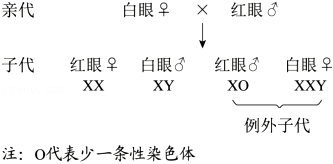 亲代 白眼♀ × 红眼♂
子代 红眼♀ 白眼♂ 红眼♂ 白眼♀
XX XY XO XXY
例外子代
注：O代表少一条性染色体